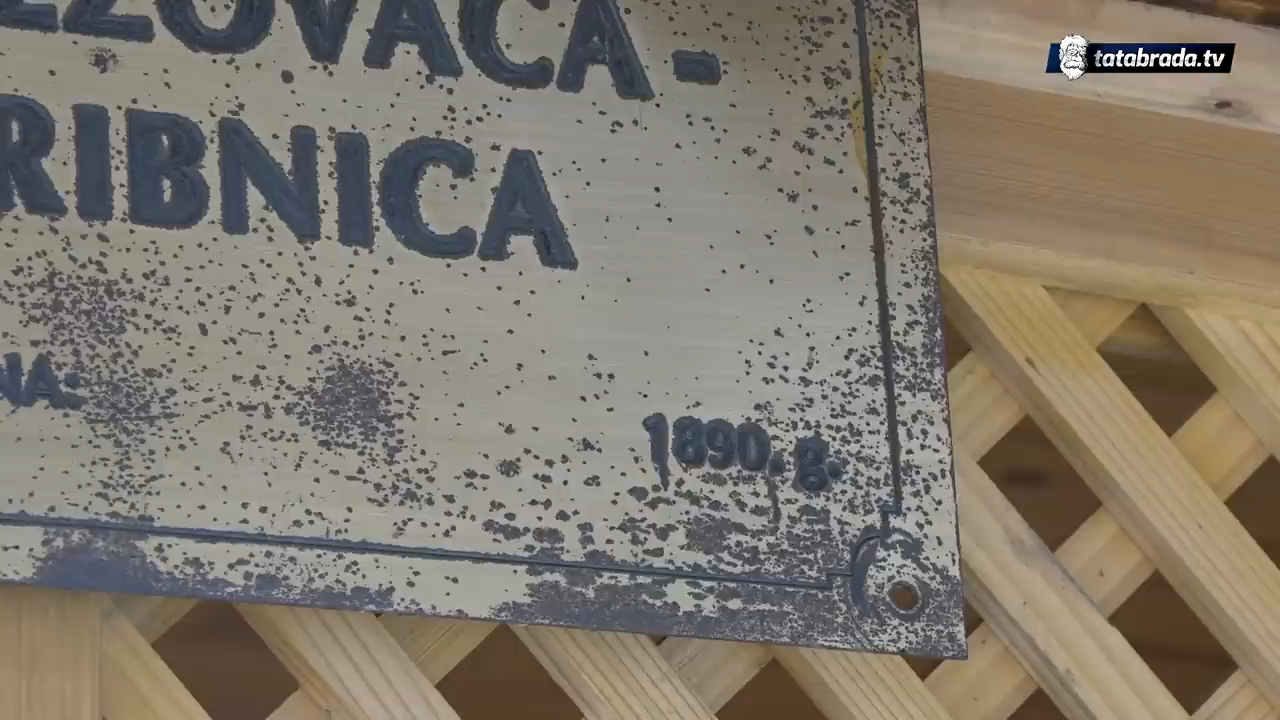 tatabrada.tv
ZOVACA-
RIBNICA
NA:
1890. g.